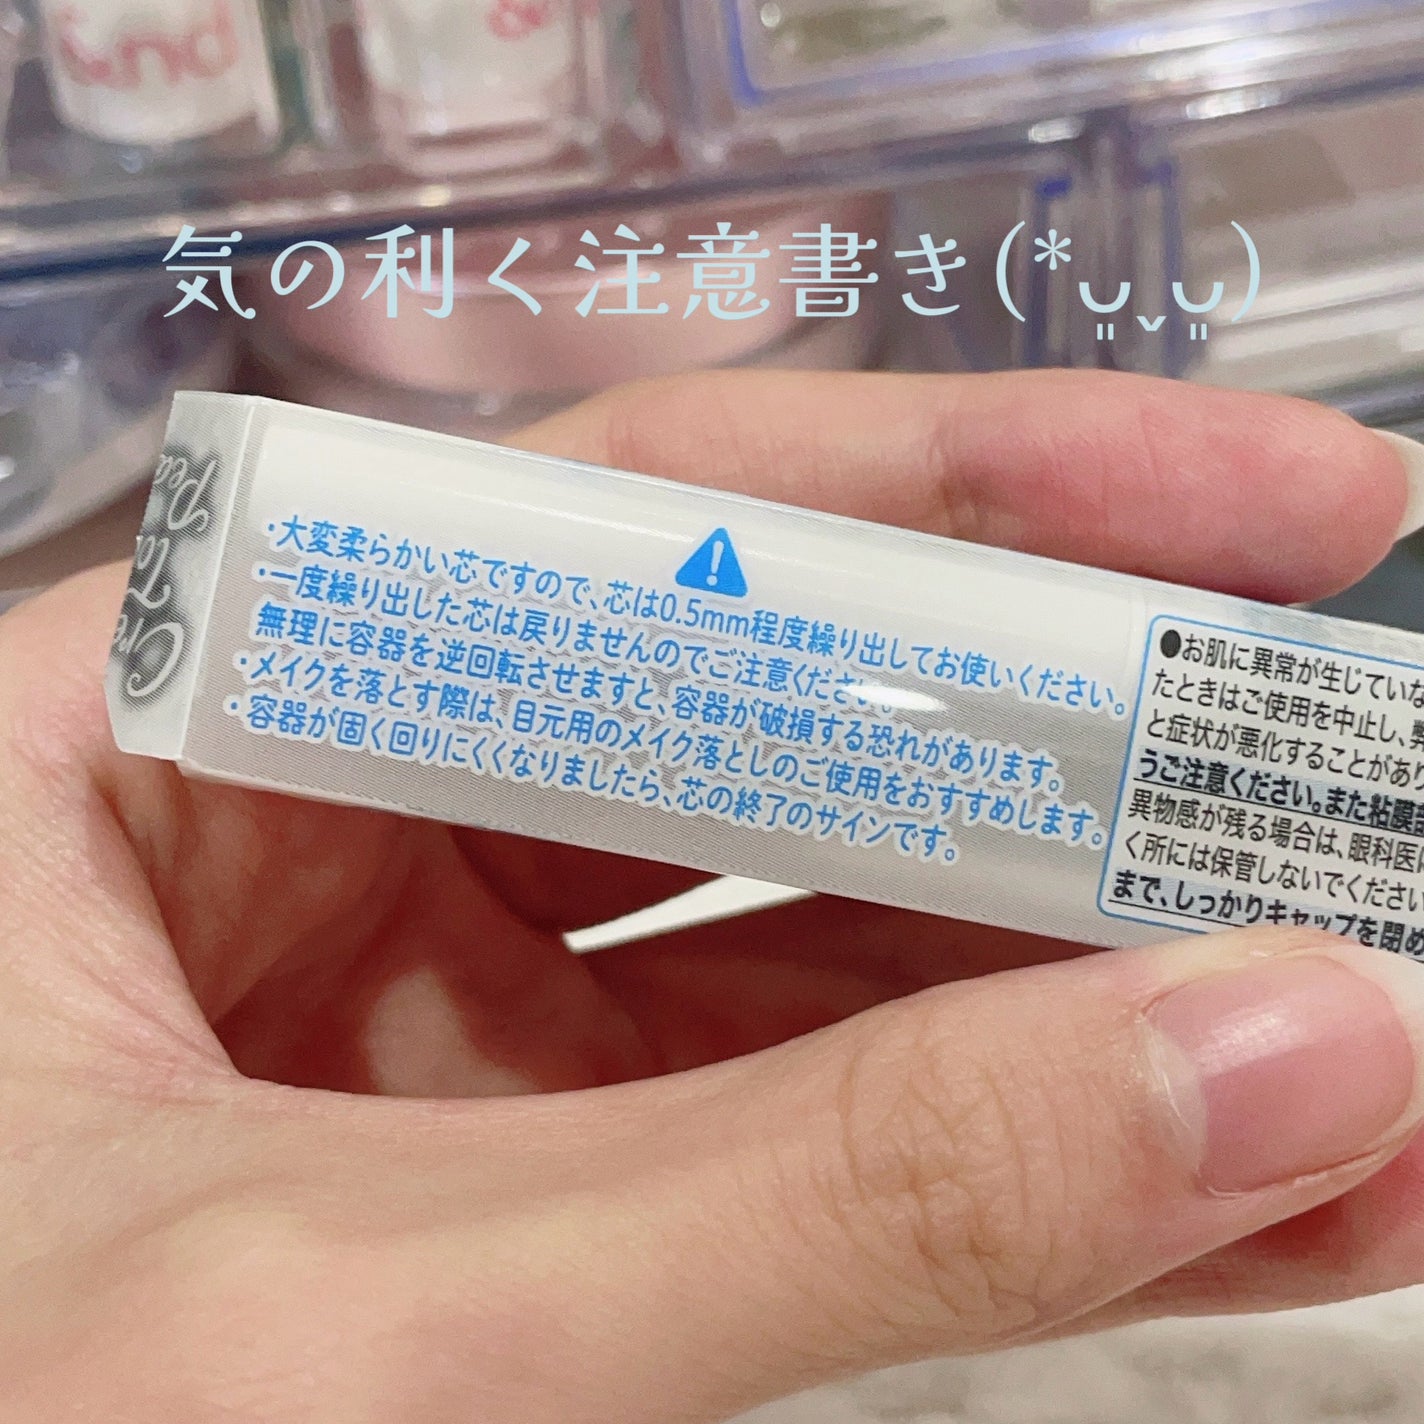 気の利く注意書き(*ᴗ͈ˬᴗ͈)
・大変柔らかい芯ですので、芯は0.5mm程度繰り出してお使いください。
・一度繰り出した芯は戻りませんのでご注意ください。
無理に容器を逆回転させますと、容器が破損する恐れがあります。
・メイクを落とす際は、目元用のメイク落としのご使用をおすすめします。
・容器が固く回りにくくなりましたら、芯の終了のサインです。
●お肌に異常が生じていな
たときはご使用を中止し、
と症状が悪化することがあり
うご注意ください。また粘膜
異物感が残る場合は、眼科医に
く所には保管しないでください
まで、しっかりキャップを閉め